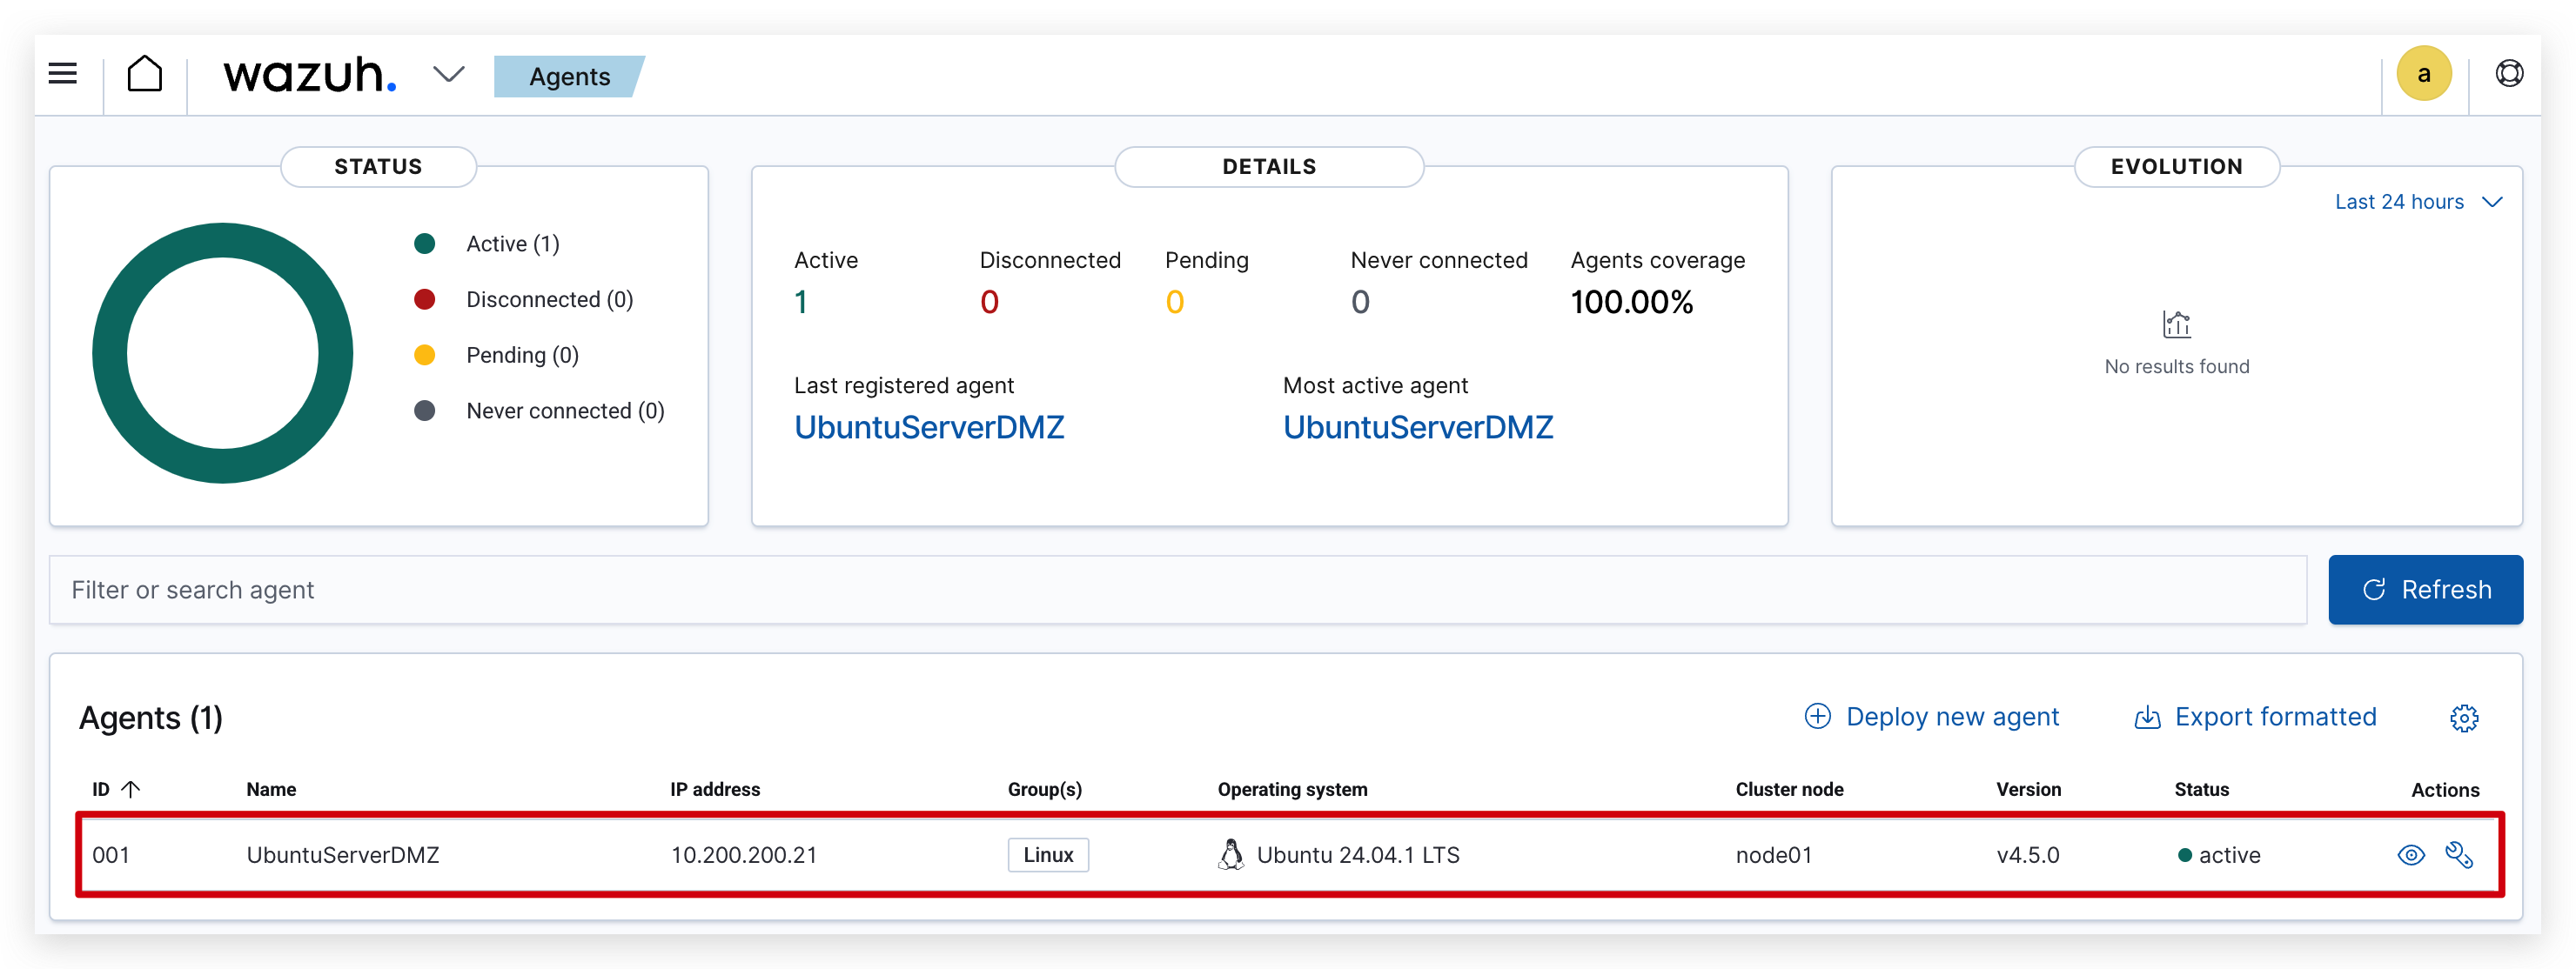 wazuh. Agents a
STATUS
Active (1)
Disconnected (0)
Pending (0)
Never connected (0)
DETAILS
Active Disconnected Pending Never connected Agents coverage
1 0 0 0 100.00%
Last registered agent Most active agent
UbuntuServerDMZ UbuntuServerDMZ
EVOLUTION
Last 24 hours
No results found
Filter or search agent Refresh
Agents (1) Deploy new agent Export formatted
ID Name IP address Group(s) Operating system Cluster node Version Status Actions
001 UbuntuServerDMZ 10.200.200.21 Linux Ubuntu 24.04.1 LTS node01 v4.5.0 active